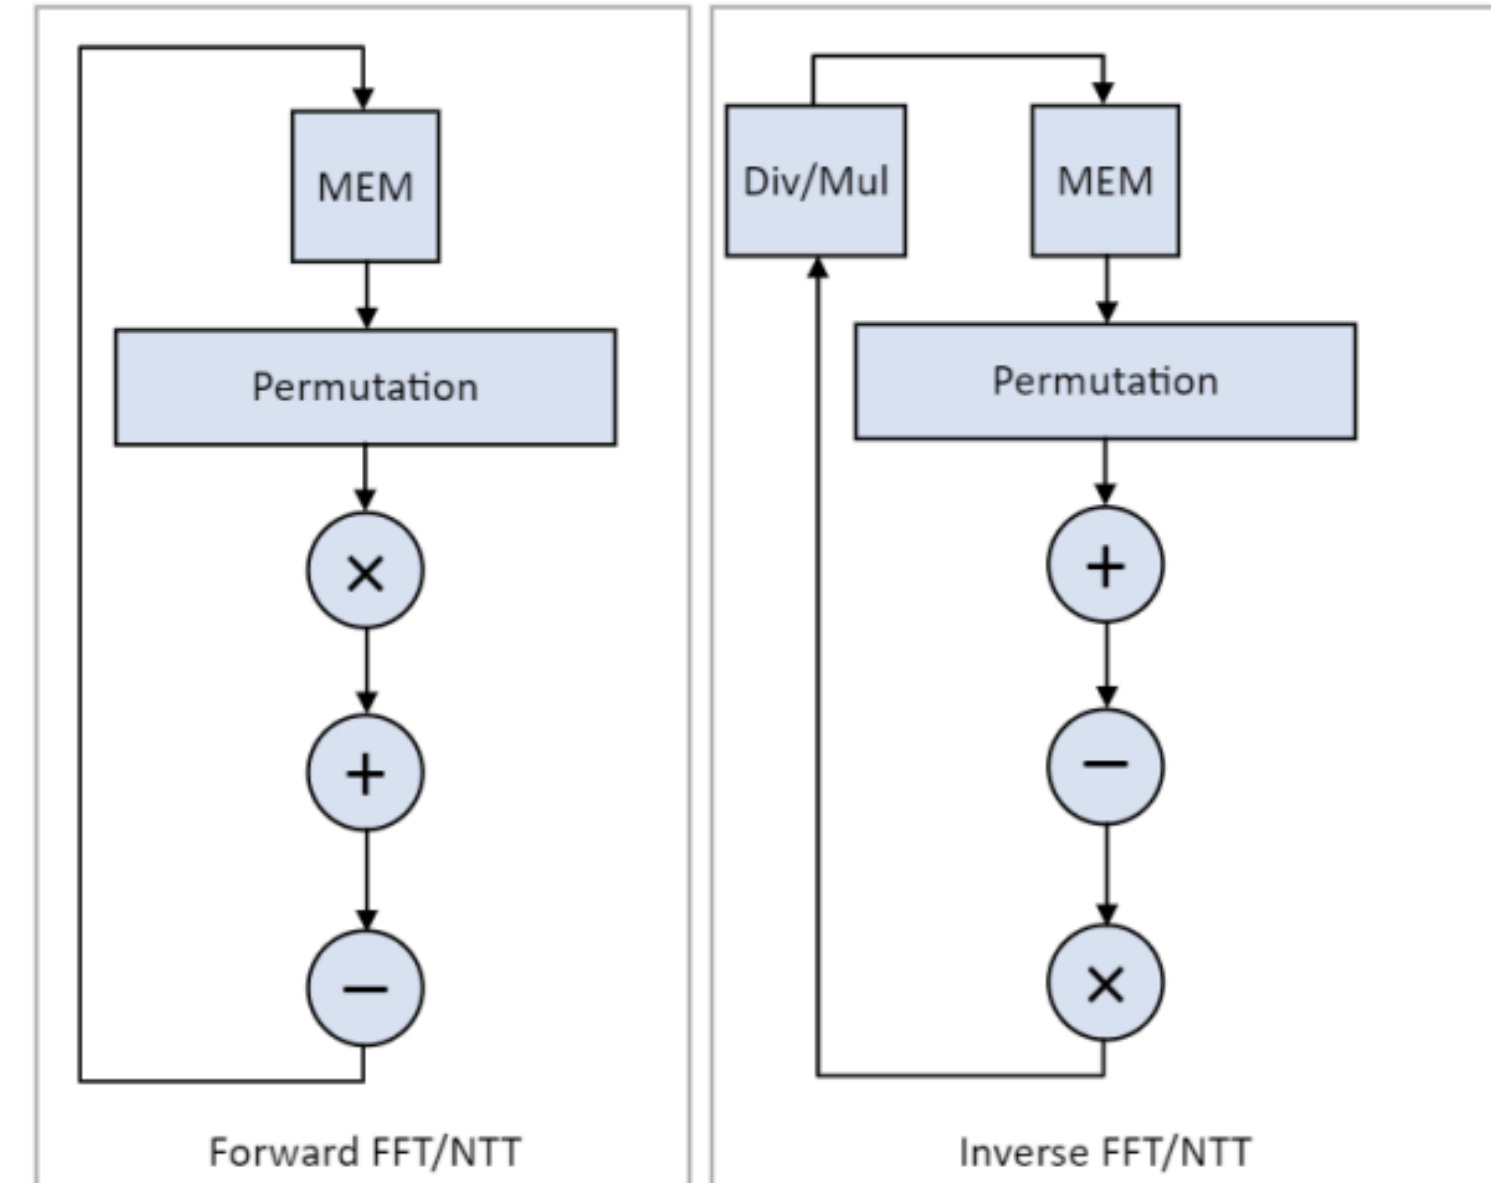 MEM
Permutation
×
+
−
Forward FFT/NTT
Div/Mul
MEM
Permutation
+
−
×
Inverse FFT/NTT